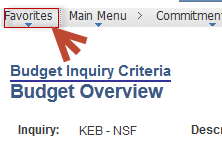 Favorites Main Menu > Commitmen
Budget Inquiry Criteria
Budget Overview
Inquiry: KEB - NSF Descr